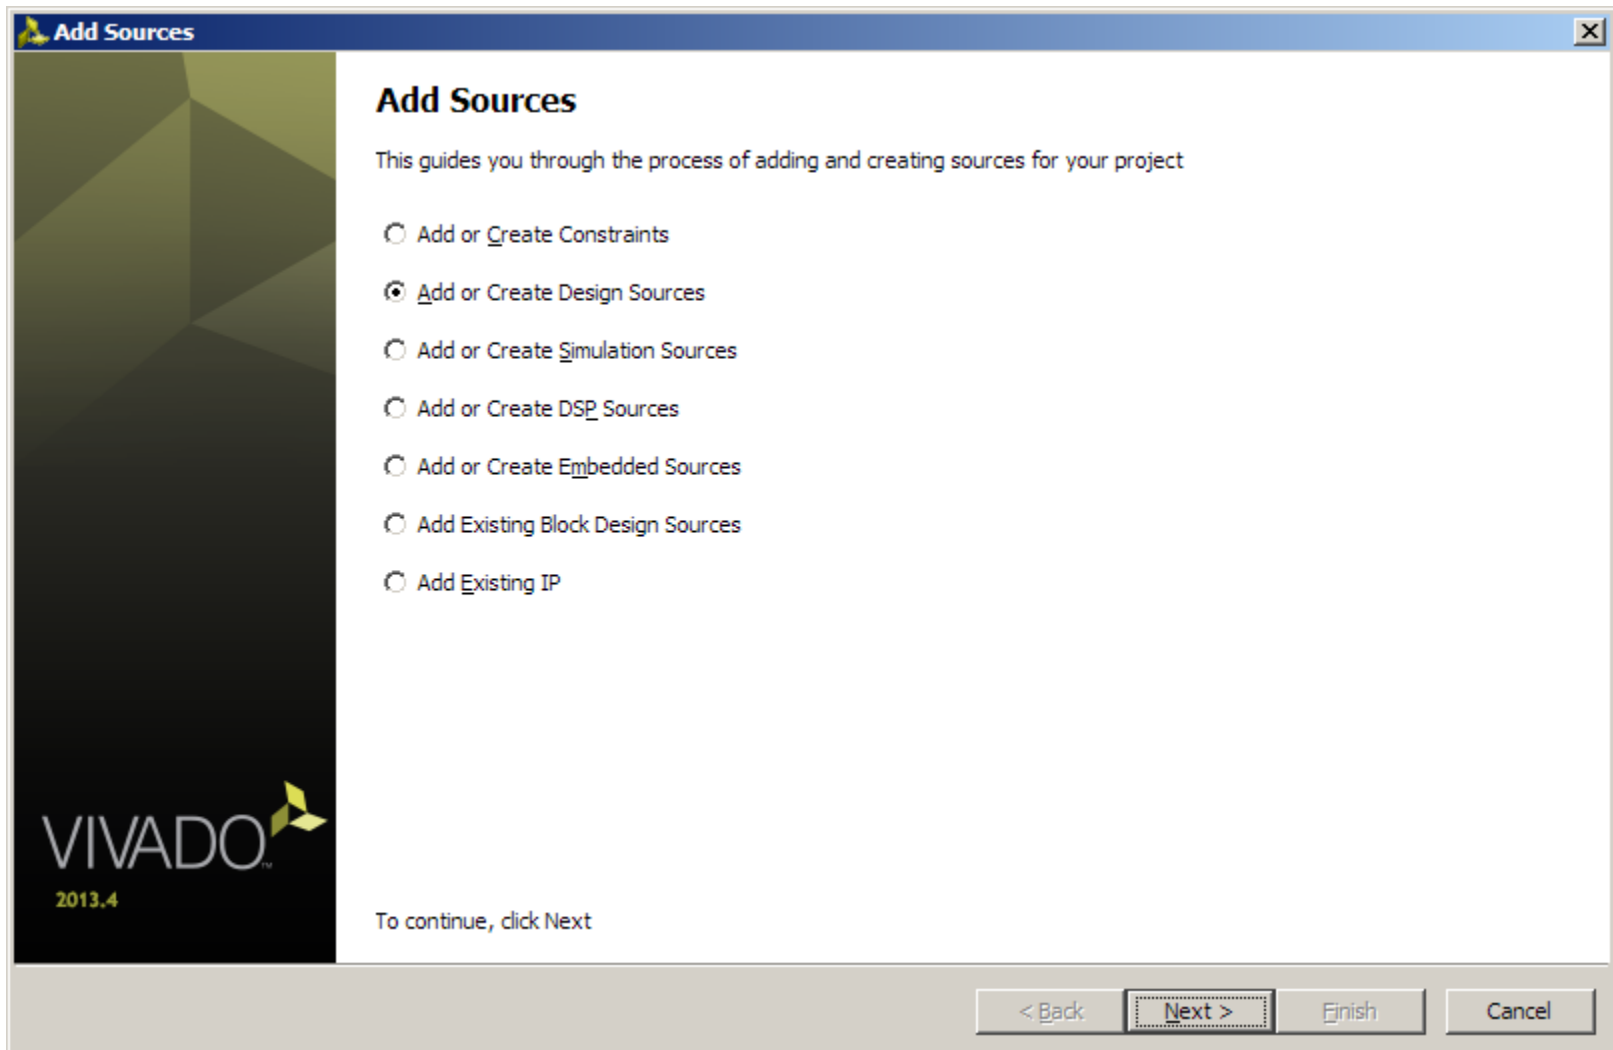 Add Sources
Add Sources
This guides you through the process of adding and creating sources for your project
Add or Create Constraints
Add or Create Design Sources
Add or Create Simulation Sources
Add or Create DSP Sources
Add or Create Embedded Sources
Add Existing Block Design Sources
Add Existing IP
VIVADO™
2013.4
To continue, click Next
< Back Next > Finish Cancel